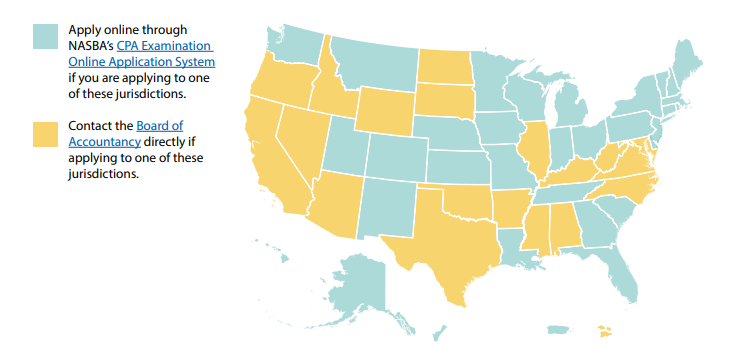 Apply online through
NASBA’s CPA Examination
Online Application System
if you are applying to one
of these jurisdictions.
Contact the Board of
Accountancy directly if
applying to one of these
jurisdictions.